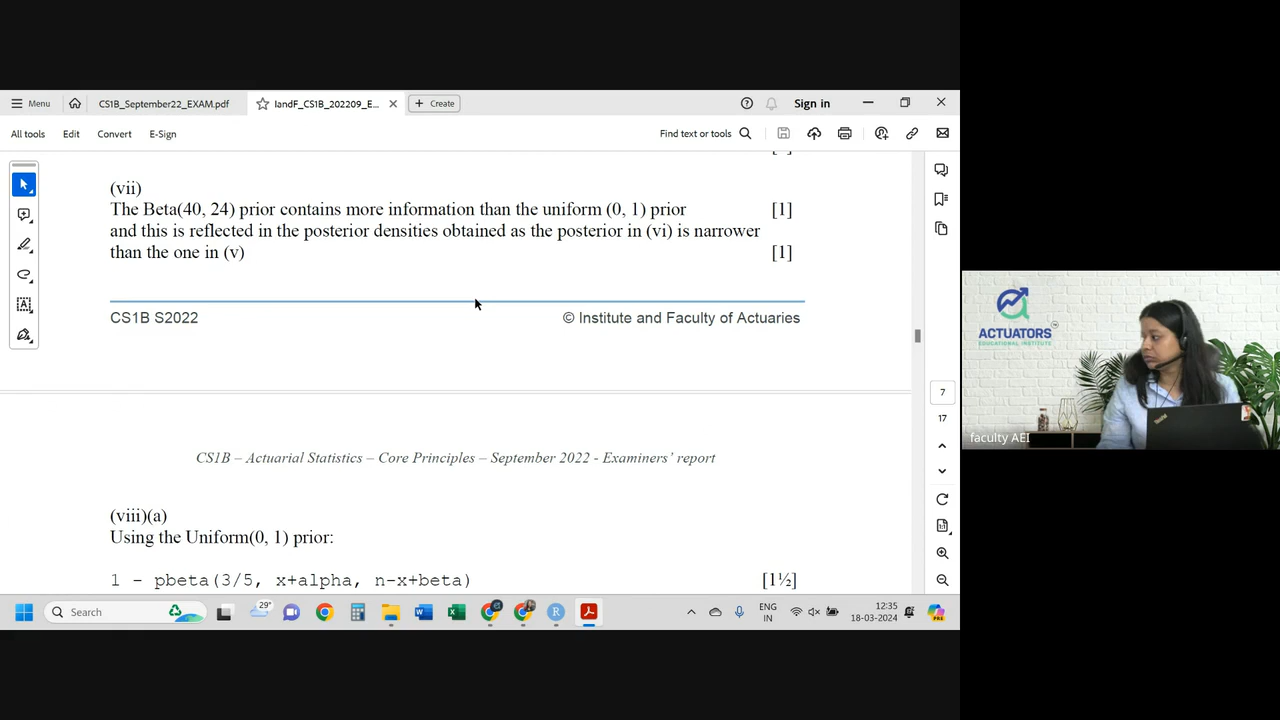 Menu
CS1B_September22_EXAM.pdf
IandF_CS1B_202209_E...
Create
Sign in
All tools
Edit
Convert
E-Sign
Find text or tools
(vii)
The Beta(40, 24) prior contains more information than the uniform (0, 1) prior [1]
and this is reflected in the posterior densities obtained as the posterior in (vi) is narrower
than the one in (v) [1]
CS1B S2022 © Institute and Faculty of Actuaries
CS1B – Actuarial Statistics – Core Principles – September 2022 - Examiners' report
(viii)(a)
Using the Uniform(0, 1) prior:
1 - pbeta(3/5, x+alpha, n-x+beta) [1½]
7
17
Search
29°
ENG
IN
12:35
18-03-2024
PRE
ACTUATORS
EDUCATIONAL INSTITUTE
faculty AEI
ThinkPad